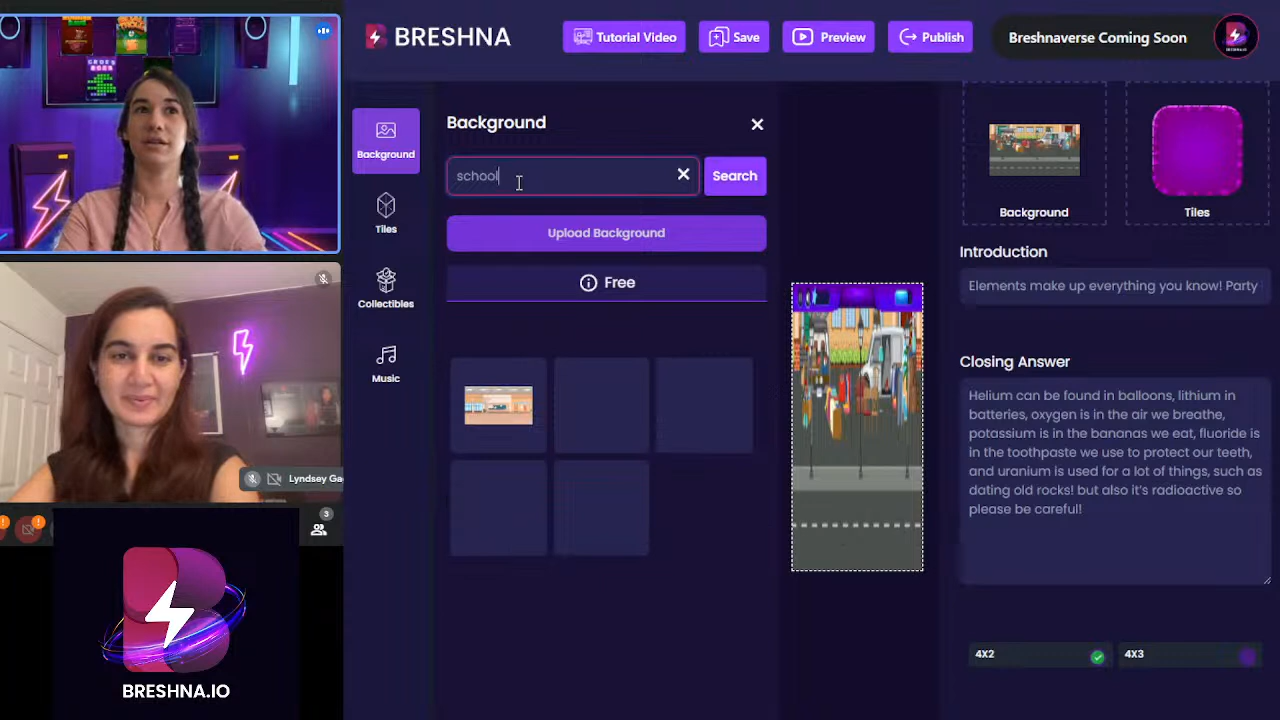 BRESHNA
Tutorial Video
Save
Preview
Publish
Breshnaverse Coming Soon
BRESHNA.IO
Background
Tiles
Collectibles
Music
Background
school
Search
Upload Background
Free
Background
Tiles
Introduction
Elements make up everything you know! Party
Closing Answer
Helium can be found in balloons, lithium in
batteries, oxygen is in the air we breathe,
potassium is in the bananas we eat, fluoride is
in the toothpaste we use to protect our teeth,
and uranium is used for a lot of things, such as
dating old rocks! but also it's radioactive so
please be careful!
4X2
4X3
Lyndsey Ga
3
BRESHNA.IO